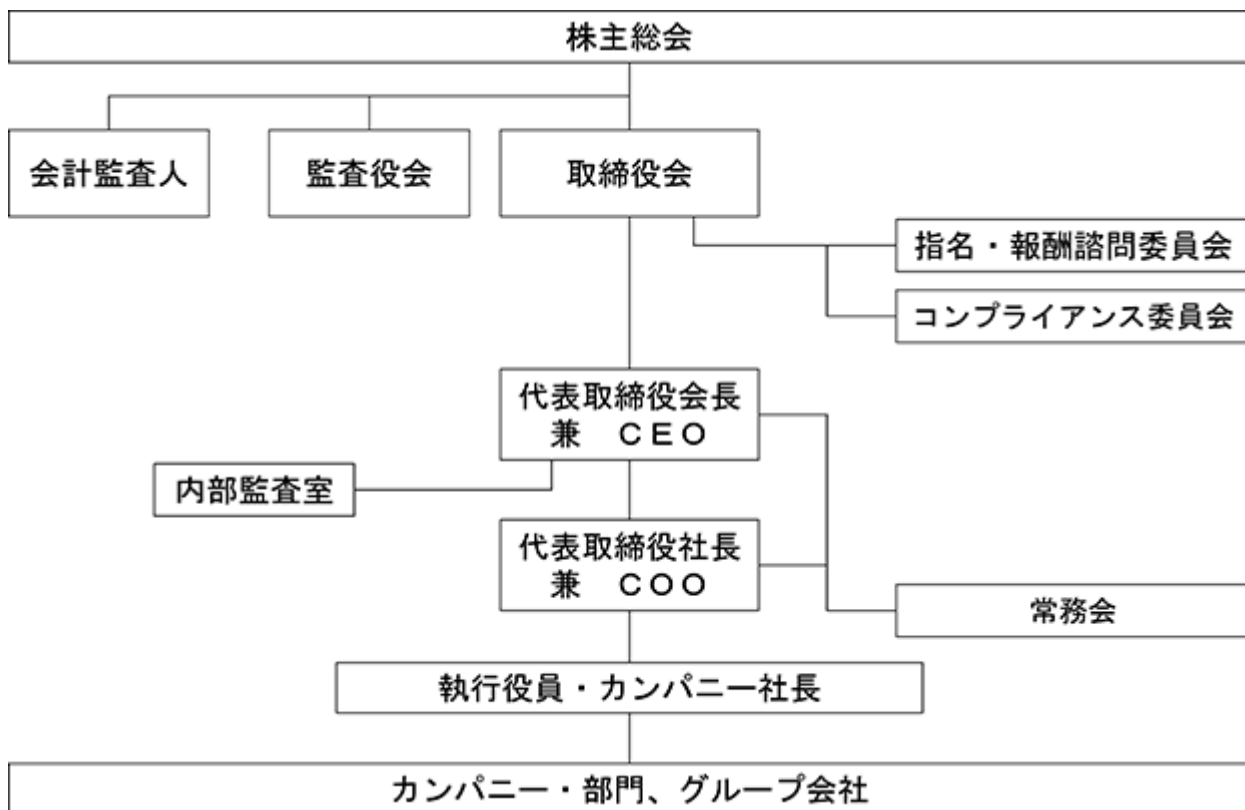 株主総会
会計監査人
監査役会
取締役会
指名・報酬諮問委員会
コンプライアンス委員会
代表取締役会長
兼　ＣＥＯ
内部監査室
代表取締役社長
兼　ＣＯＯ
常務会
執行役員・カンパニー社長
カンパニー・部門、グループ会社